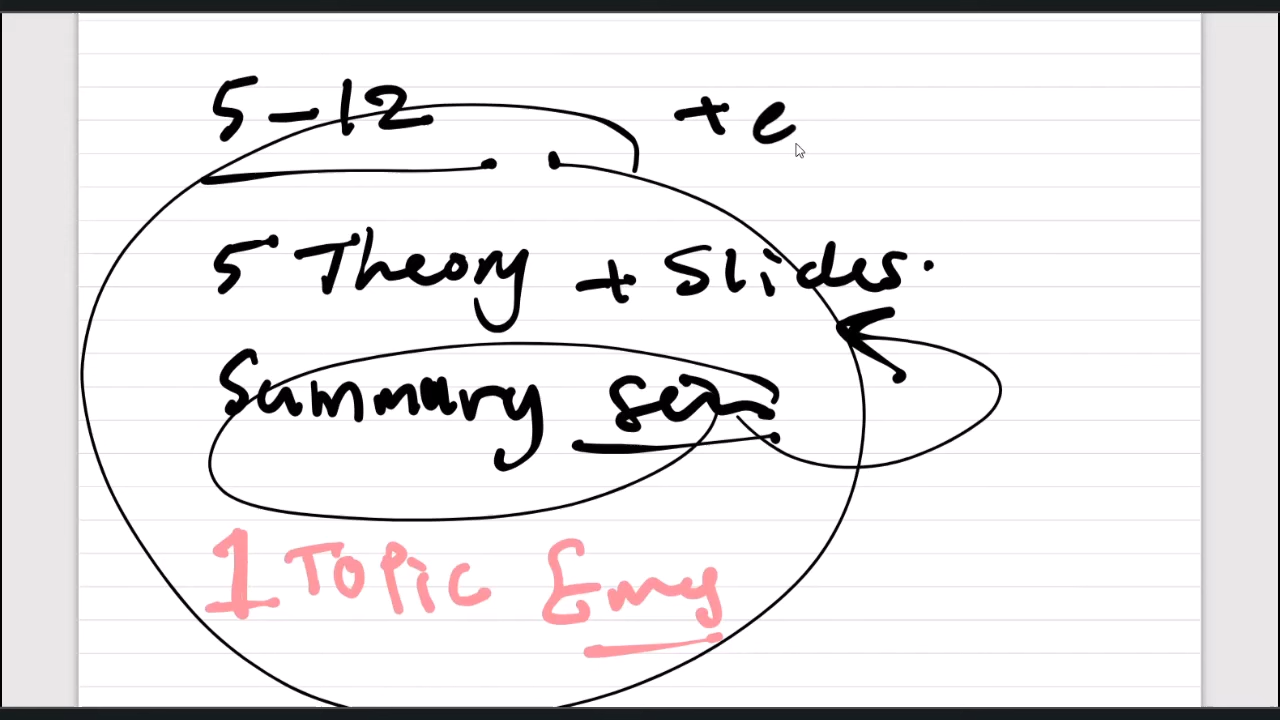 5-12 + e
5 Theory + Slides.
Summary
1 Topic